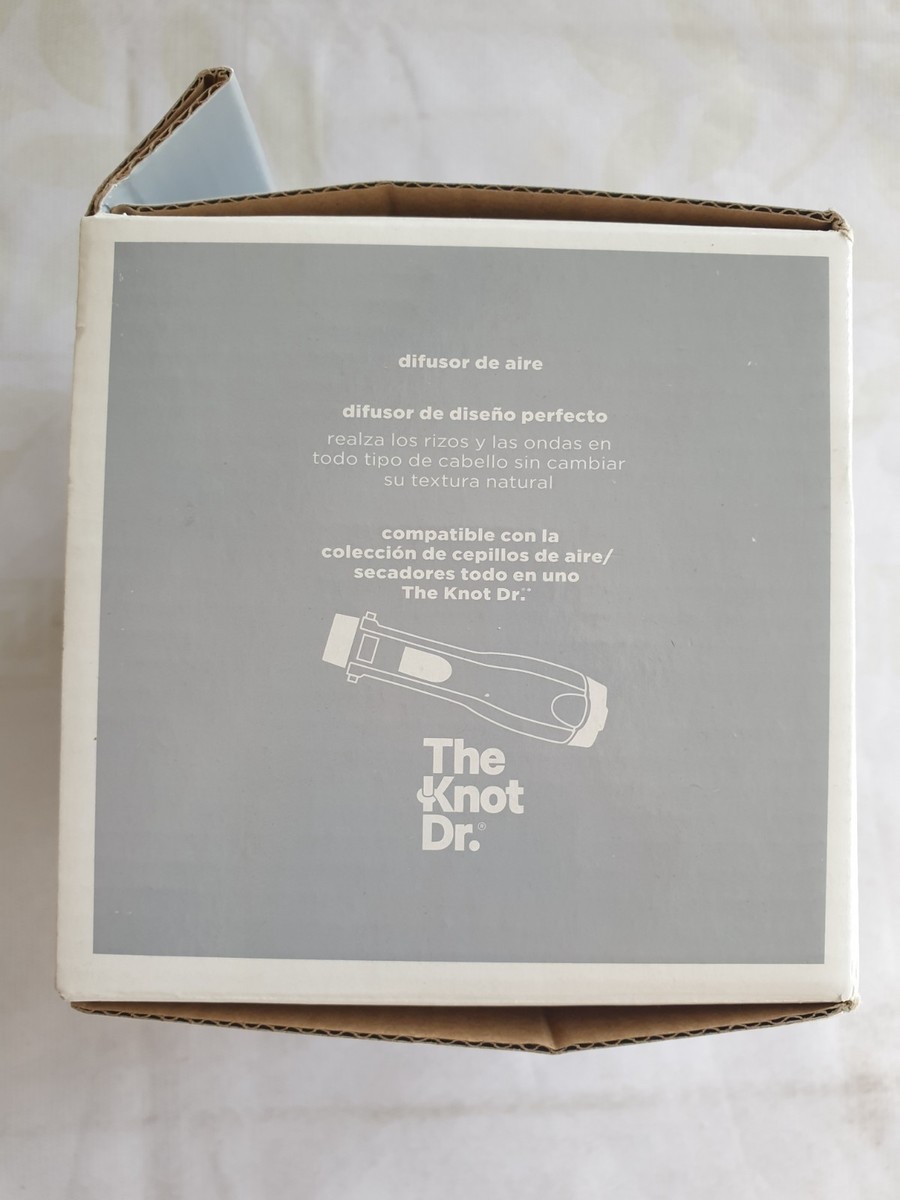 difusor de aire
difusor de diseño perfecto
realza los rizos y las ondas en
todo tipo de cabello sin cambiar
su textura natural
compatible con la
colección de cepillos de aire/
secadores todo en uno
The Knot Dr.™
The
Knot
Dr.®